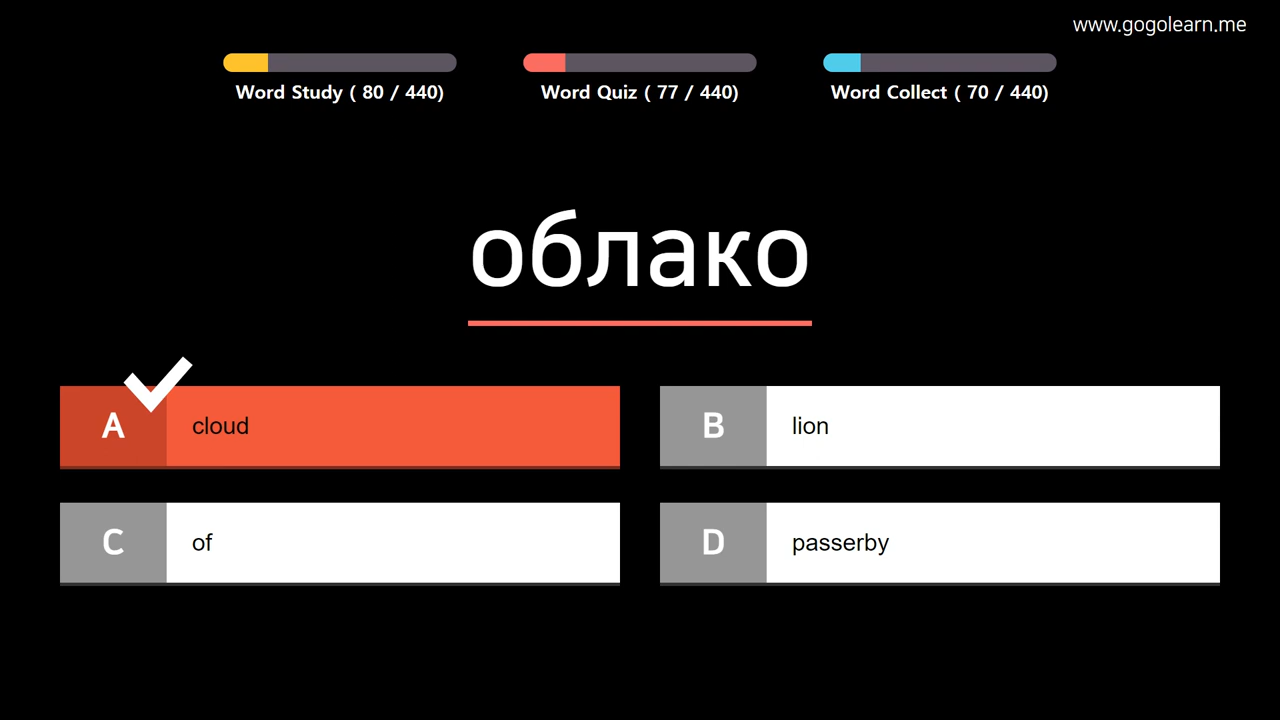 www.gogolearn.me
Word Study ( 80 / 440)
Word Quiz ( 77 / 440)
Word Collect ( 70 / 440)
облако
A cloud
B lion
C of
D passerby